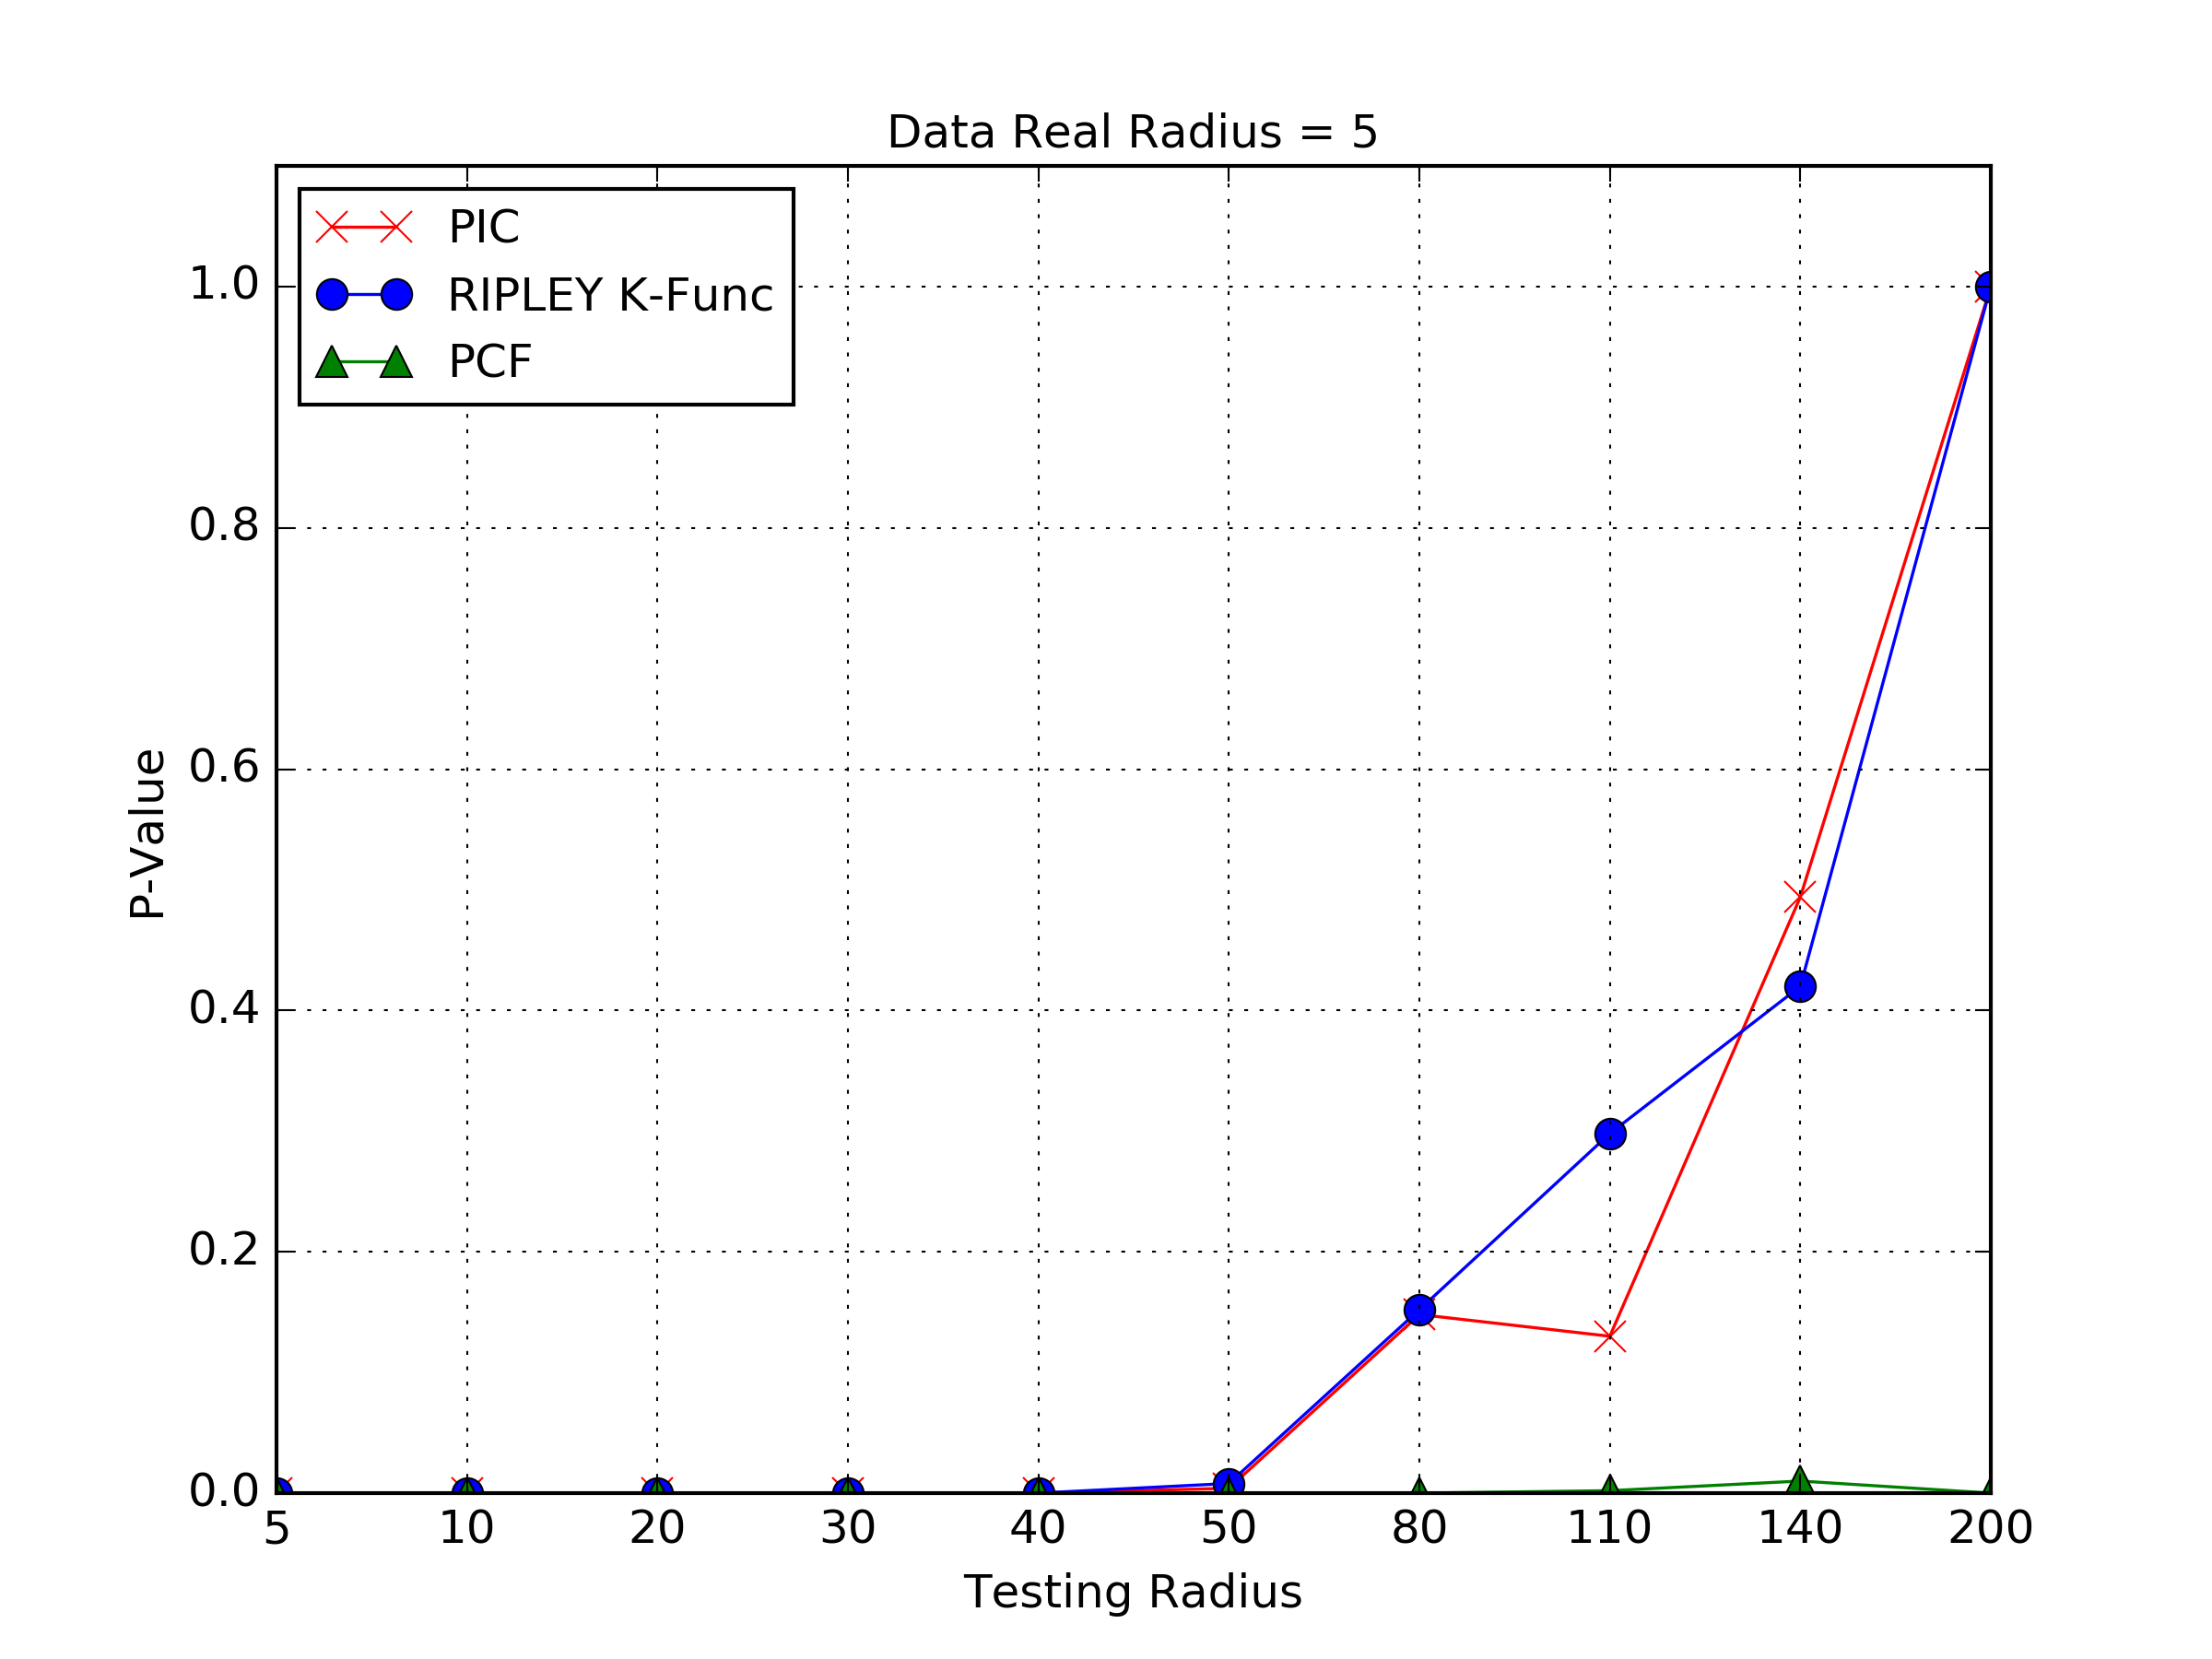 Data Real Radius = 5
PIC
RIPLEY K-Func
PCF
1.0
0.8
0.6
0.4
0.2
0.0
P-Value
5 10 20 30 40 50 80 110 140 200
Testing Radius